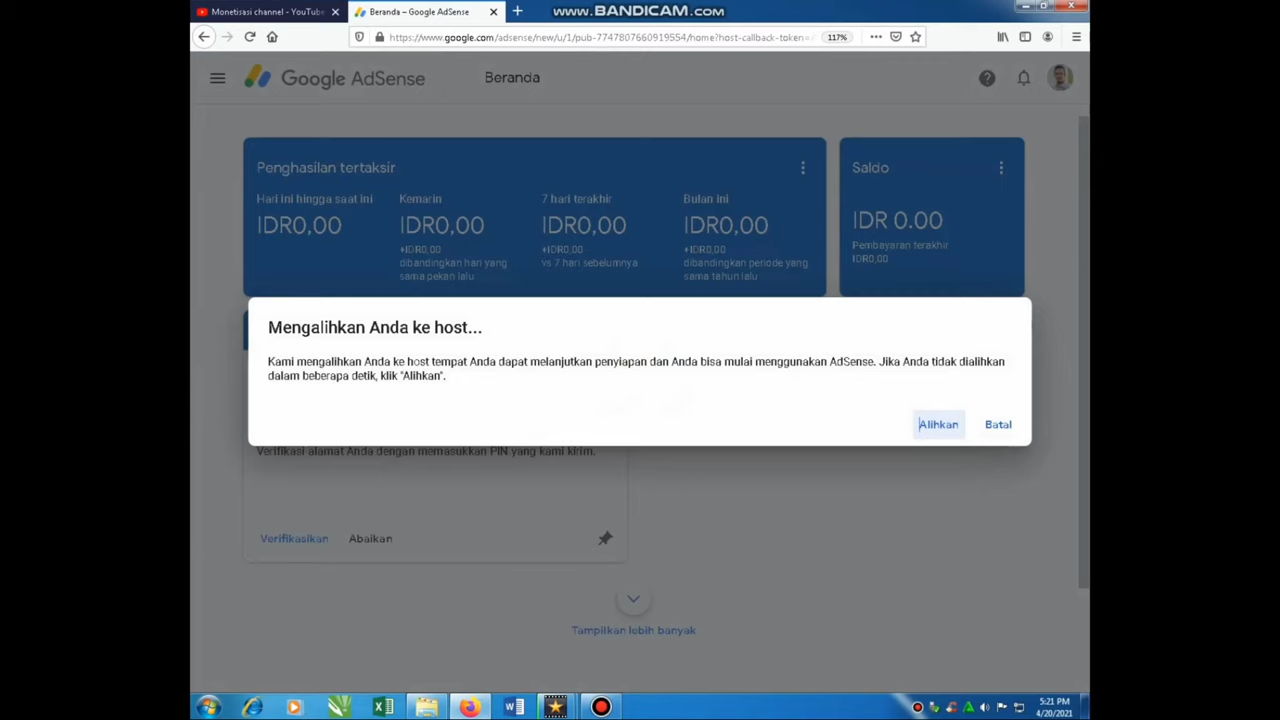 Monetisasi channel - YouTube
Beranda – Google AdSense
www.BANDICAM.com
https://www.google.com/adsense/new/u/1/pub-7747807660919554/home?host-callback-token=
117%
Google AdSense
Beranda
Penghasilan tertaksir
Saldo
Hari ini hingga saat ini
Kemarin
7 hari terakhir
Bulan ini
IDR0,00
IDR0,00
IDR0,00
IDR0,00
IDR 0.00
+IDR0,00
dibandingkan hari yang
sama pekan lalu
+IDR0,00
vs 7 hari sebelumnya
+IDR0,00
dibandingkan periode yang
sama tahun lalu
Pembayaran terakhir
IDR0,00
Mengalihkan Anda ke host...
Kami mengalihkan Anda ke host tempat Anda dapat melanjutkan penyiapan dan Anda bisa mulai menggunakan AdSense. Jika Anda tidak dialihkan
dalam beberapa detik, klik "Alihkan".
Alihkan
Batal
Verifikasi alamat Anda dengan memasukkan PIN yang kami kirim.
Verifikasikan
Abaikan
Tampilkan lebih banyak
5:21 PM
4/20/2021